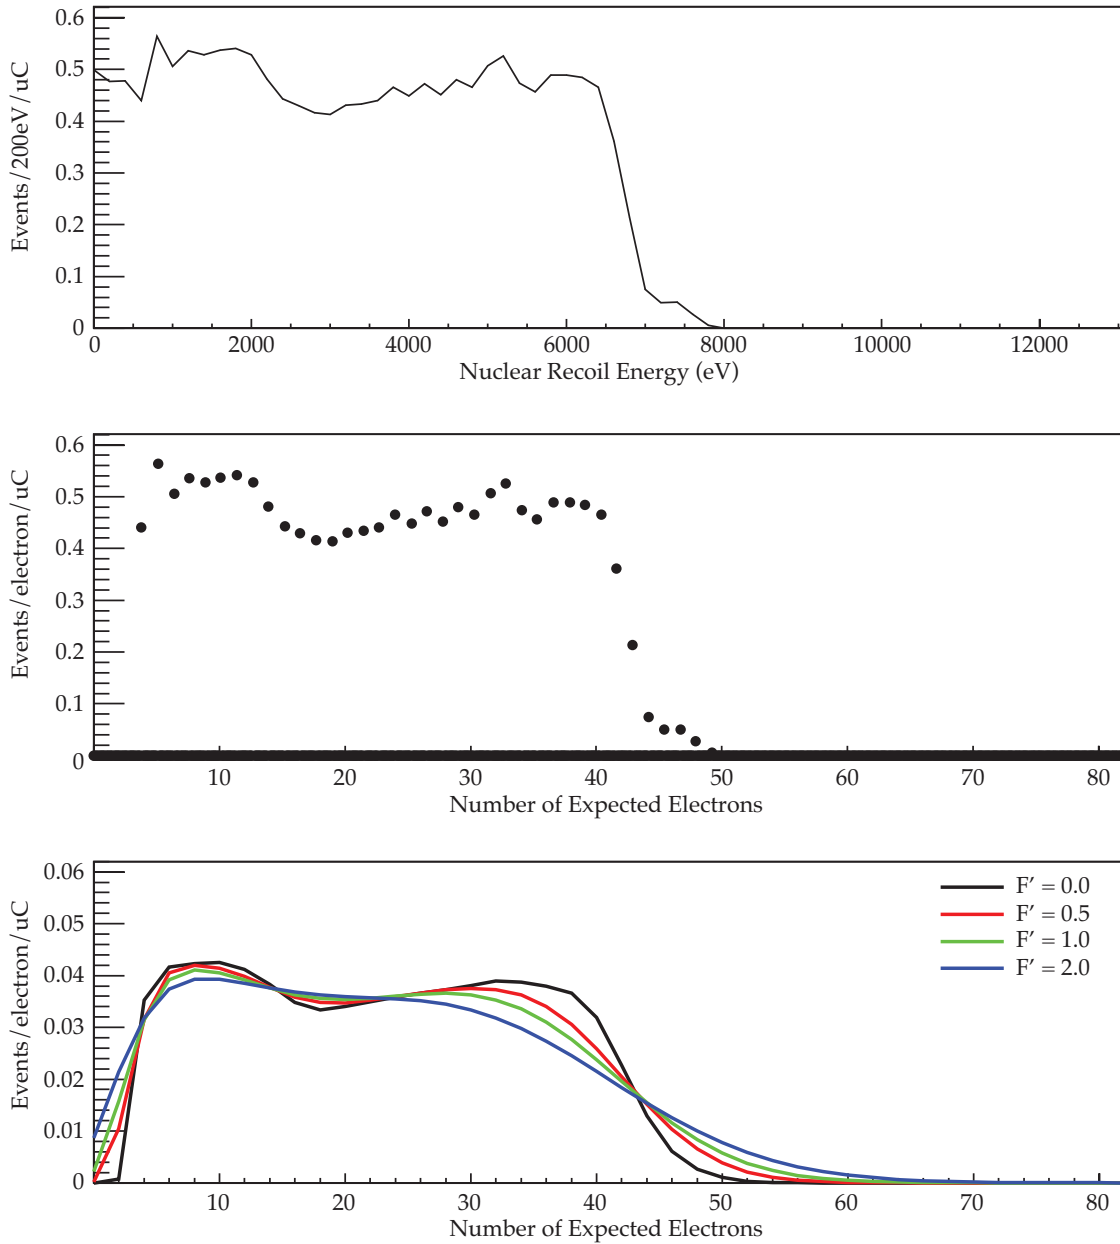 0.6
0.5
0.4
0.3
0.2
0.1
0
Events/200eV/uC
0 2000 4000 6000 8000 10000 12000
Nuclear Recoil Energy (eV)
0.6
0.5
0.4
0.3
0.2
0.1
0
Events/electron/uC
10 20 30 40 50 60 70 80
Number of Expected Electrons
0.06
0.05
0.04
0.03
0.02
0.01
0
Events/electron/uC
F' = 0.0
F' = 0.5
F' = 1.0
F' = 2.0
10 20 30 40 50 60 70 80
Number of Expected Electrons